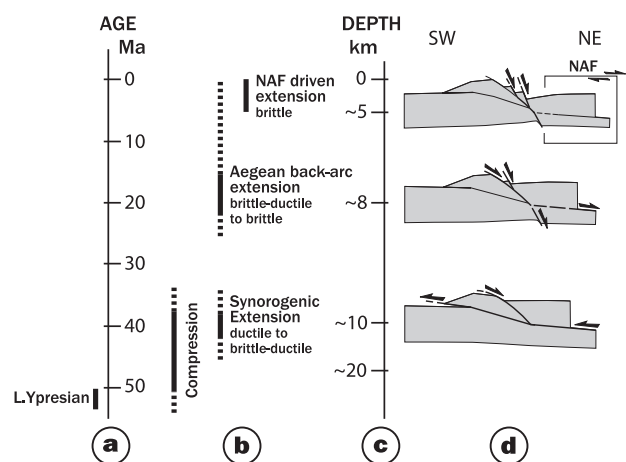 AGE
Ma
0
10
20
30
40
50
L.Ypresian
Compression
NAF driven
extension
brittle
Aegean back-arc
extension
brittle-ductile
to brittle
Synorogenic
Extension
ductile to
brittle-ductile
DEPTH
km
0
~5
~8
~10
~20
SW
NE
NAF
a
b
c
d